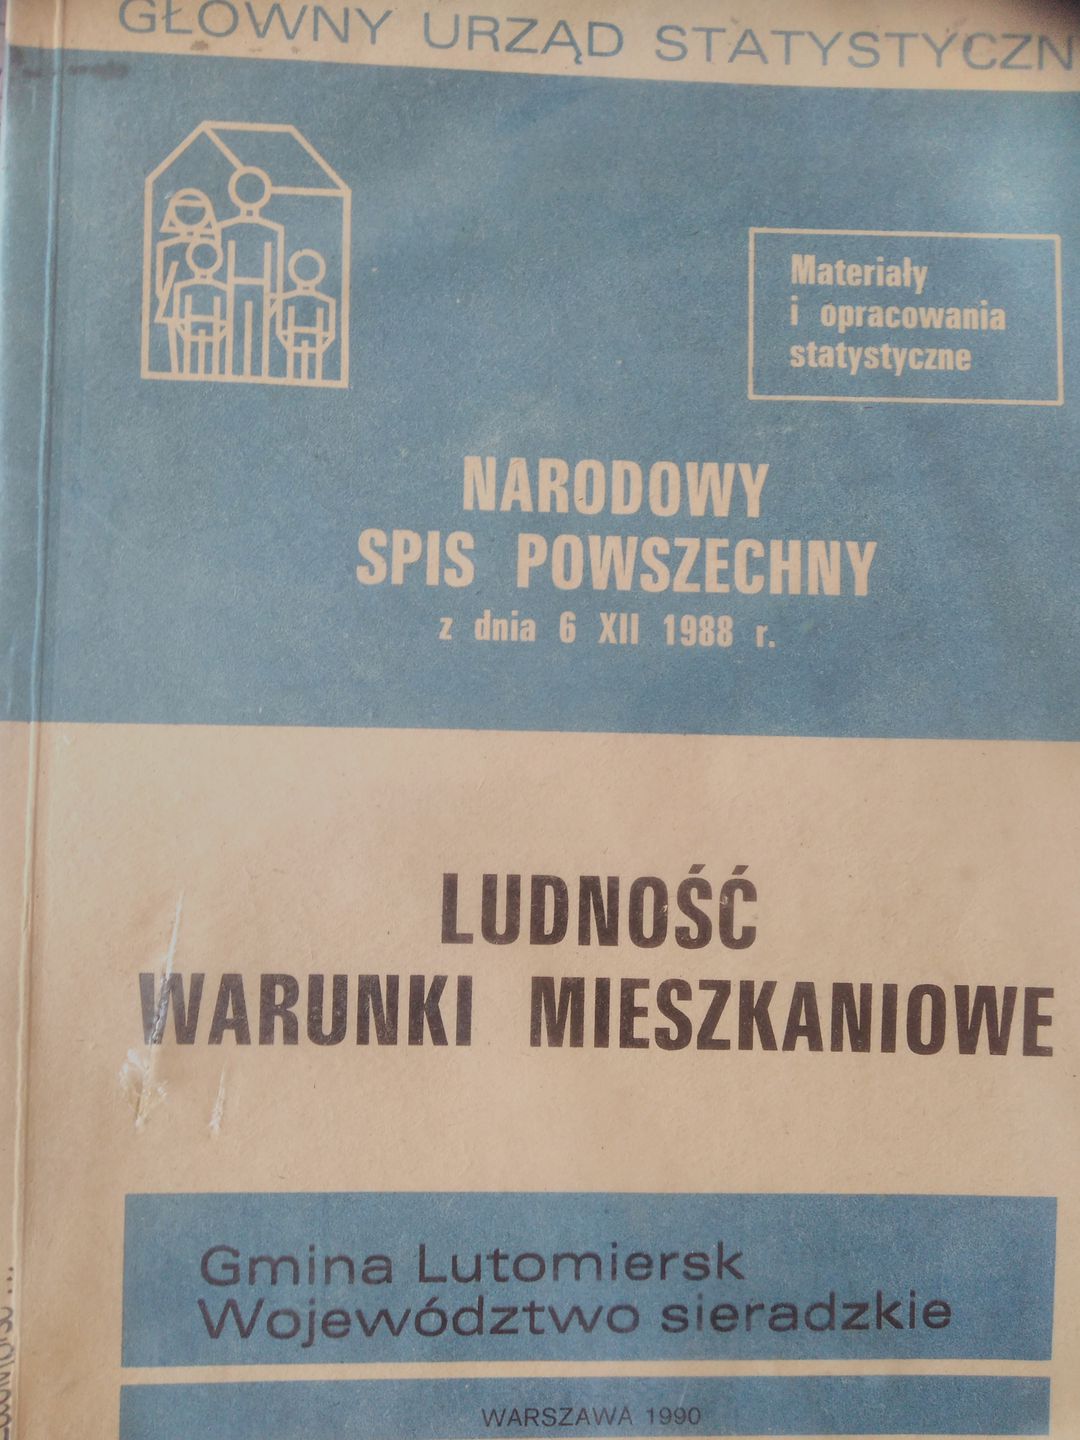 GŁÓWNY URZĄD STATYSTYCZN
Materiały
i opracowania
statystyczne
NARODOWY
SPIS POWSZECHNY
z dnia 6 XII 1988 r.
LUDNOŚĆ
WARUNKI MIESZKANIOWE
Gmina Lutomiersk
Województwo sieradzkie
WARSZAWA 1990